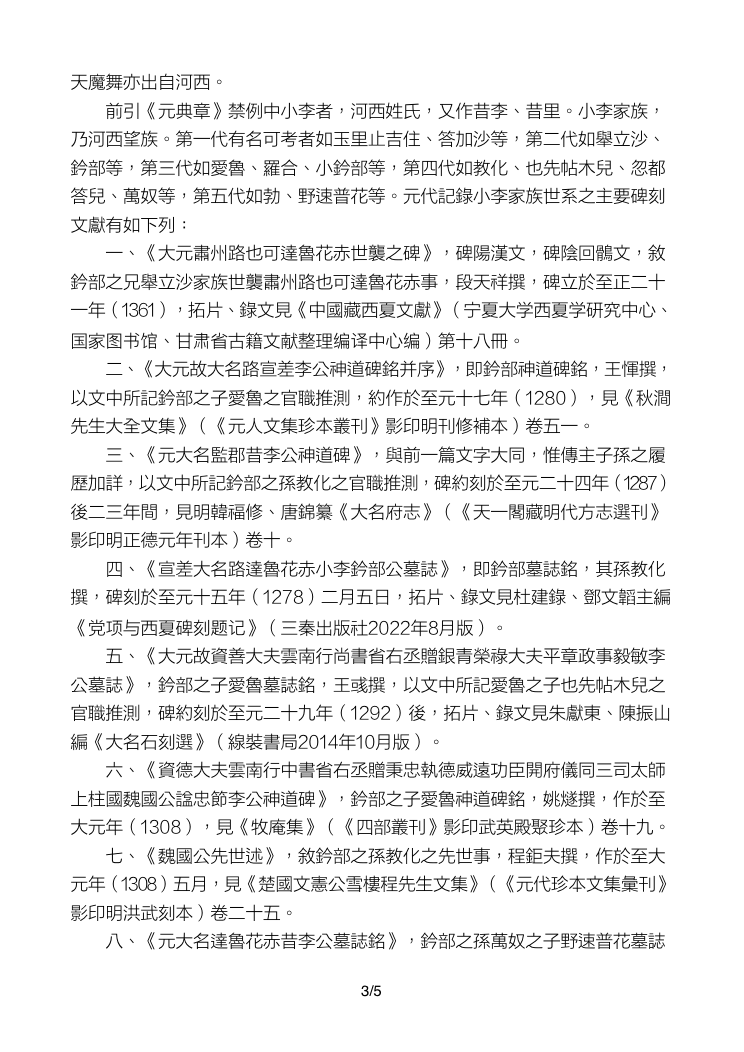 天魔舞亦出自河西。
前引《元典章》禁例中小李者，河西姓氏，又作昔李、昔里。小李家族，
乃河西望族。第一代有名可考者如玉里止吉住、答加沙等，第二代如舉立沙、
鈐部等，第三代如愛魯、羅合、小鈐部等，第四代如教化、也先帖木兒、忽都
答兒、萬奴等，第五代如勃、野速普花等。元代記錄小李家族世系之主要碑刻
文獻有如下列：
一、《大元肅州路也可達魯花赤世襲之碑》，碑陽漢文，碑陰回鶻文，敘
鈐部之兄舉立沙家族世襲肅州路也可達魯花赤事，段天祥撰，碑立於至正二十
一年（1361），拓片、錄文見《中國藏西夏文獻》（宁夏大学西夏学研究中心、
国家图书馆、甘肃省古籍文献整理编译中心编）第十八冊。
二、《大元故大名路宣差李公神道碑銘并序》，即鈐部神道碑銘，王惲撰，
以文中所記鈐部之子愛魯之官職推測，約作於至元十七年（1280），見《秋澗
先生大全文集》（《元人文集珍本叢刊》影印明刊修補本）卷五一。
三、《元大名監郡昔李公神道碑》，與前一篇文字大同，惟傳主子孫之履
歷加詳，以文中所記鈐部之孫教化之官職推測，碑約刻於至元二十四年（1287）
後二三年間，見明韓福修、唐錦纂《大名府志》（《天一閣藏明代方志選刊》
影印明正德元年刊本）卷十。
四、《宣差大名路達魯花赤小李鈐部公墓誌》，即鈐部墓誌銘，其孫教化
撰，碑刻於至元十五年（1278）二月五日，拓片、錄文見杜建錄、鄧文韜主編
《党项与西夏碑刻题记》（三秦出版社2022年8月版）。
五、《大元故資善大夫雲南行尚書省右丞贈銀青榮祿大夫平章政事毅敏李
公墓誌》，鈐部之子愛魯墓誌銘，王彧撰，以文中所記愛魯之子也先帖木兒之
官職推測，碑約刻於至元二十九年（1292）後，拓片、錄文見朱獻東、陳振山
編《大名石刻選》（線裝書局2014年10月版）。
六、《資德大夫雲南行中書省右丞贈秉忠執德威遠功臣開府儀同三司太師
上柱國魏國公諡忠節李公神道碑》，鈐部之子愛魯神道碑銘，姚燧撰，作於至
大元年（1308），見《牧庵集》（《四部叢刊》影印武英殿聚珍本）卷十九。
七、《魏國公先世述》，敘鈐部之孫教化之先世事，程鉅夫撰，作於至大
元年（1308）五月，見《楚國文憲公雪樓程先生文集》（《元代珍本文集彙刊》
影印明洪武刻本）卷二十五。
八、《元大名達魯花赤昔李公墓誌銘》，鈐部之孫萬奴之子野速普花墓誌
3/5